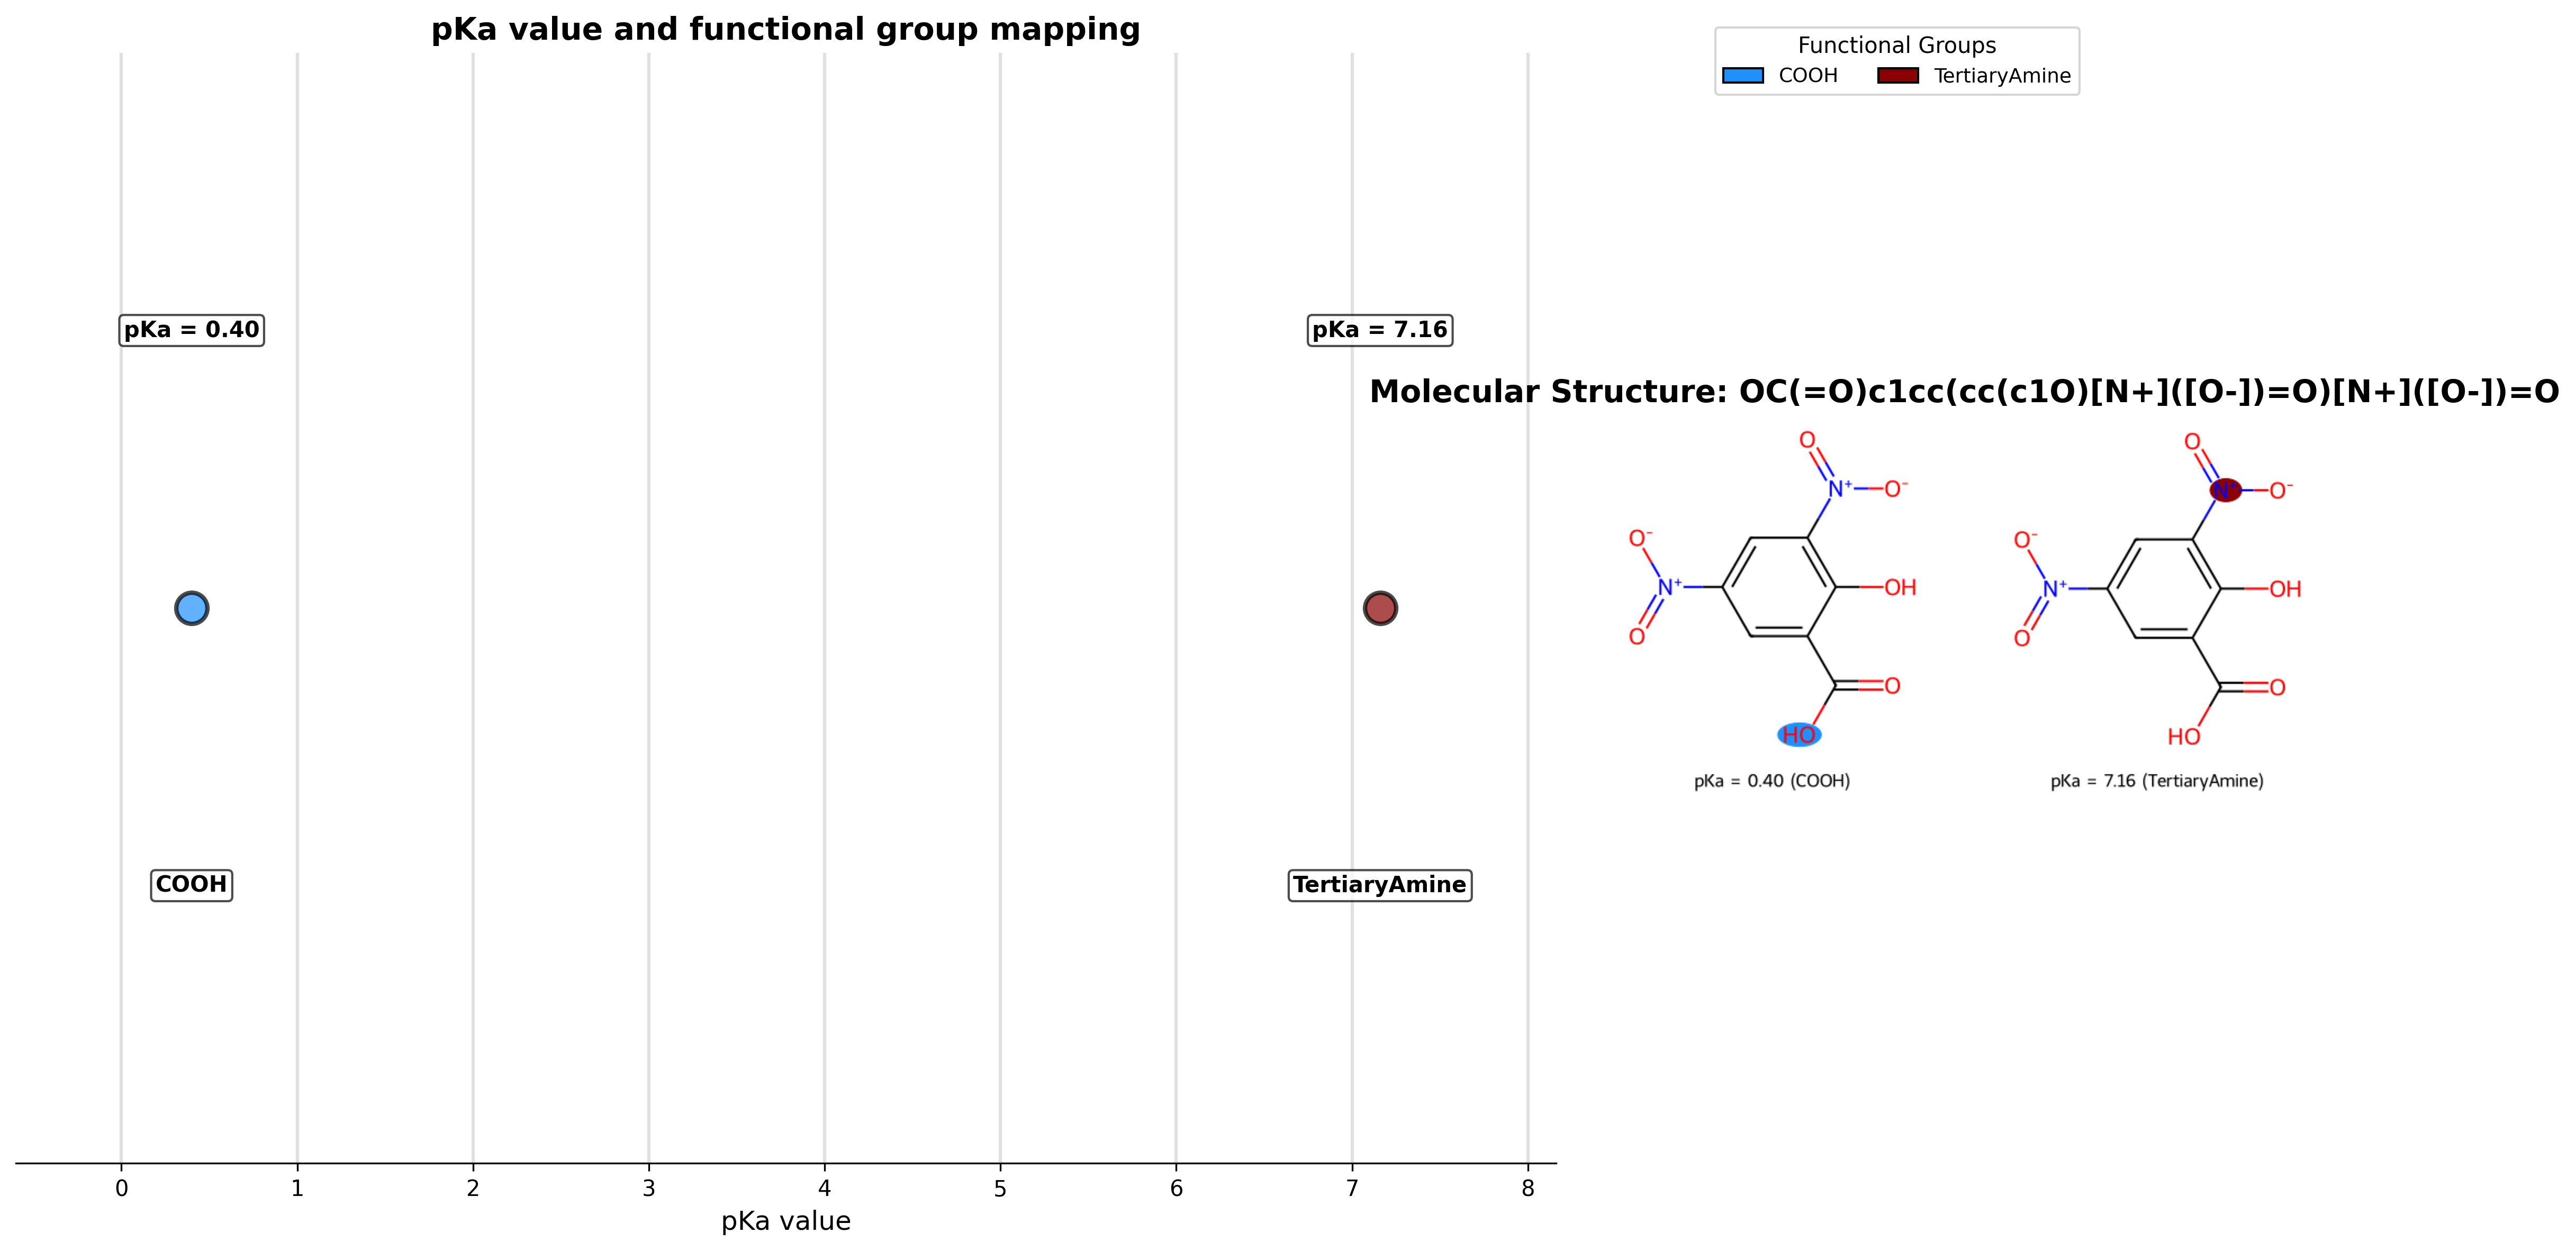 pKa value and functional group mapping
Functional Groups
COOH TertiaryAmine
pKa = 0.40 pKa = 7.16
Molecular Structure: OC(=O)c1cc(cc(c1O)[N+]([O-])=O)[N+]([O-])=O
O O
N⁺ O⁻ N⁺ O⁻
O⁻ O⁻
N⁺ OH N⁺ OH
O O
O O
HO HO
pKa = 0.40 (COOH) pKa = 7.16 (TertiaryAmine)
COOH TertiaryAmine
0 1 2 3 4 5 6 7 8
pKa value